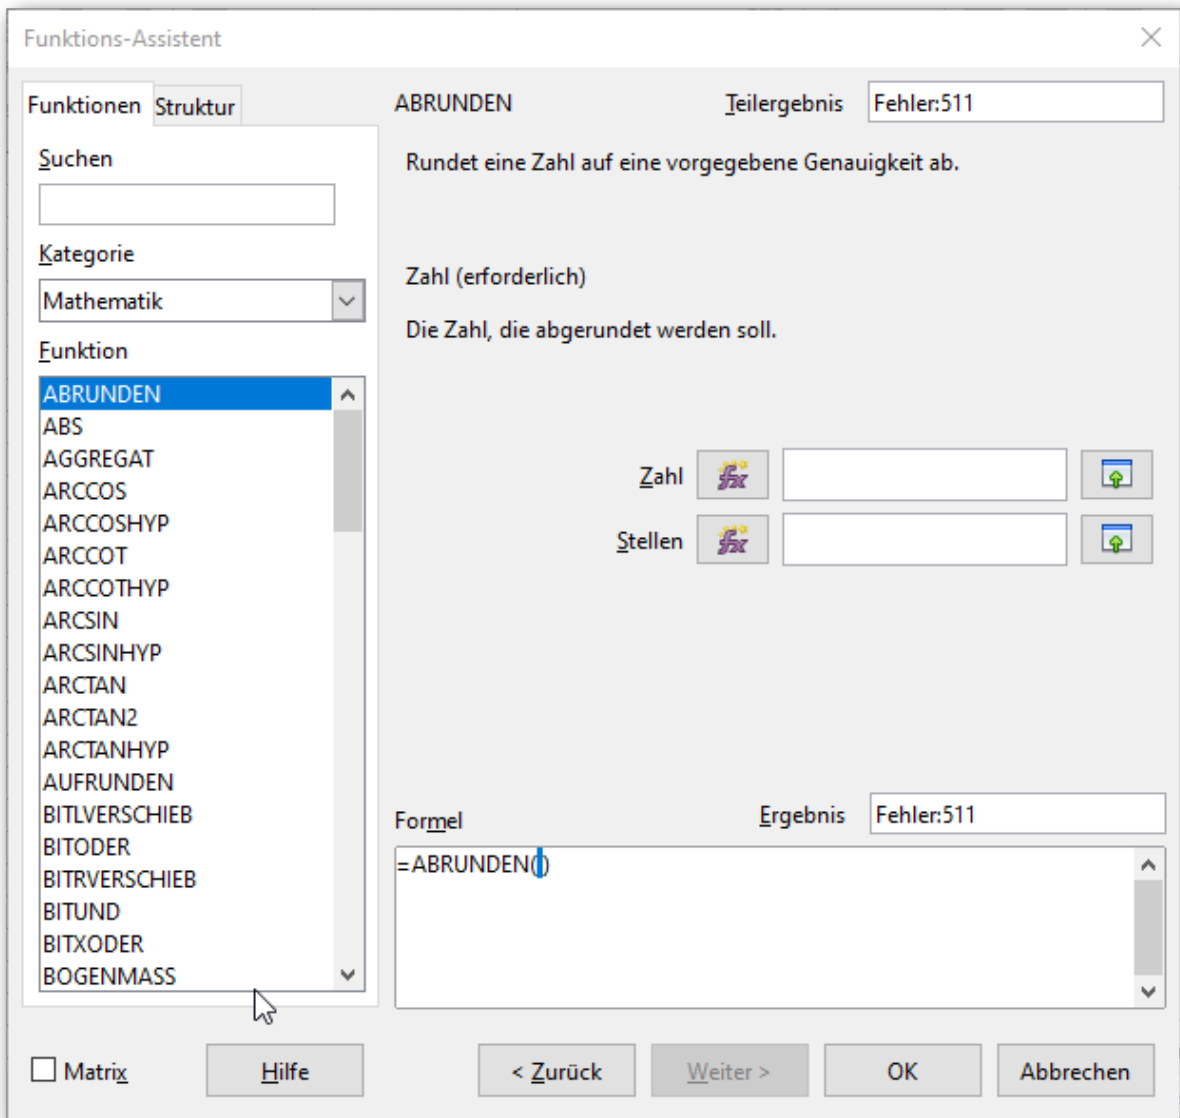 Funktions-Assistent
Funktionen
Struktur
Suchen
Kategorie
Mathematik
Funktion
ABRUNDEN
ABS
AGGREGAT
ARCCOS
ARCCOSHYP
ARCCOT
ARCCOTHYP
ARCSIN
ARCSINHYP
ARCTAN
ARCTAN2
ARCTANHYP
AUFRUNDEN
BITLVERSCHIEB
BITODER
BITRVERSCHIEB
BITUND
BITXODER
BOGENMASS
ABRUNDEN
Teilergebnis
Fehler:511
Rundet eine Zahl auf eine vorgegebene Genauigkeit ab.
Zahl (erforderlich)
Die Zahl, die abgerundet werden soll.
Zahl
fx
Stellen
fx
Formel
Ergebnis
Fehler:511
=ABRUNDEN()
Matrix
Hilfe
< Zurück
Weiter >
OK
Abbrechen